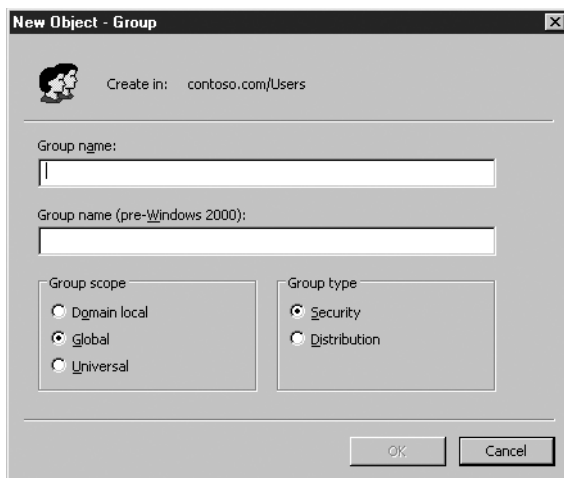 New Object - Group
Create in: contoso.com/Users
Group name:
Group name (pre-Windows 2000):
Group scope
Domain local
Global
Universal
Group type
Security
Distribution
OK
Cancel